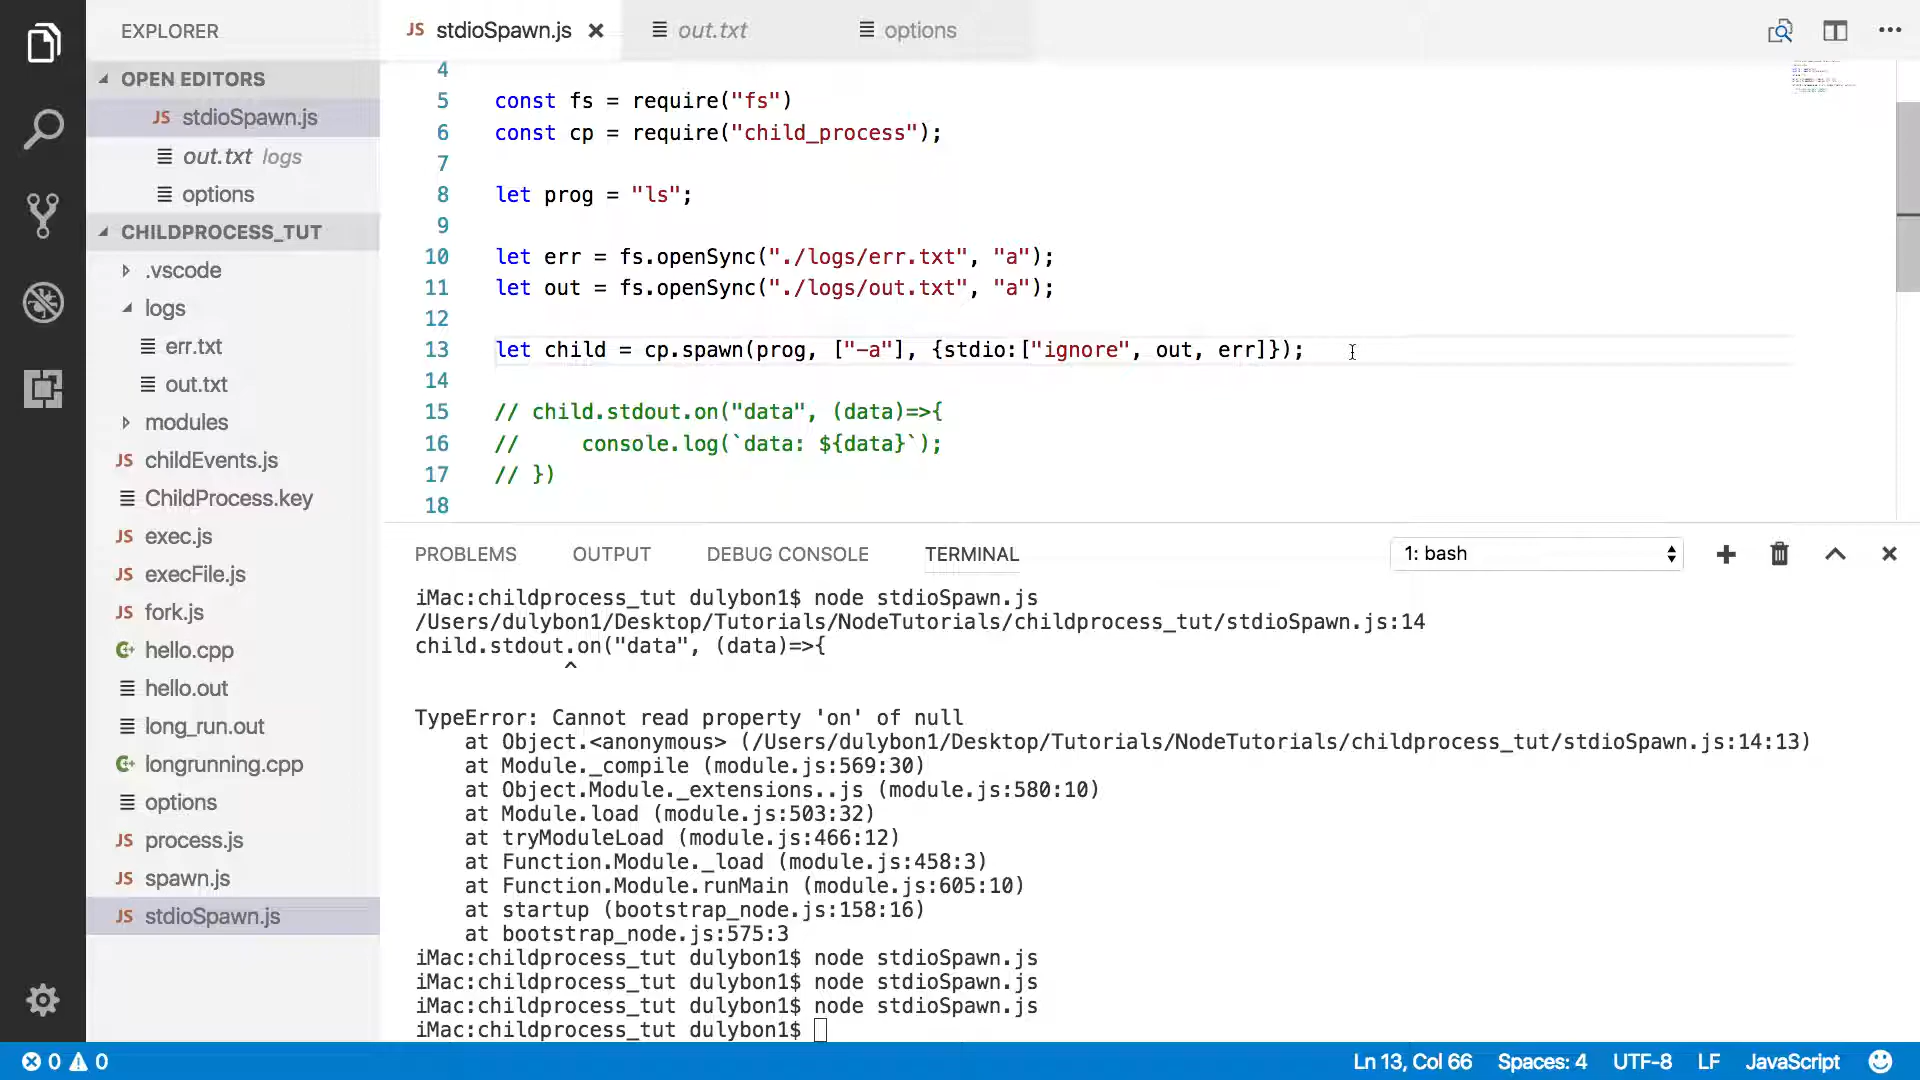 EXPLORER
OPEN EDITORS
JS stdioSpawn.js
out.txt logs
options
CHILDPROCESS_TUT
.vscode
logs
err.txt
out.txt
modules
JS childEvents.js
ChildProcess.key
JS exec.js
JS execFile.js
JS fork.js
hello.cpp
hello.out
long_run.out
longrunning.cpp
options
JS process.js
JS spawn.js
JS stdioSpawn.js
JS stdioSpawn.js
out.txt
options
4
5 const fs = require("fs")
6 const cp = require("child_process");
7
8 let prog = "ls";
9
10 let err = fs.openSync("./logs/err.txt", "a");
11 let out = fs.openSync("./logs/out.txt", "a");
12
13 let child = cp.spawn(prog, ["-a"], {stdio:["ignore", out, err]});
14
15 // child.stdout.on("data", (data)=>{
16 //     console.log(`data: ${data}`);
17 // })
18
PROBLEMS OUTPUT DEBUG CONSOLE TERMINAL 1: bash
iMac:childprocess_tut dulybon1$ node stdioSpawn.js
/Users/dulybon1/Desktop/Tutorials/NodeTutorials/childprocess_tut/stdioSpawn.js:14
child.stdout.on("data", (data)=>{
^
TypeError: Cannot read property 'on' of null
at Object.<anonymous> (/Users/dulybon1/Desktop/Tutorials/NodeTutorials/childprocess_tut/stdioSpawn.js:14:13)
at Module._compile (module.js:569:30)
at Object.Module._extensions..js (module.js:580:10)
at Module.load (module.js:503:32)
at tryModuleLoad (module.js:466:12)
at Function.Module._load (module.js:458:3)
at Function.Module.runMain (module.js:605:10)
at startup (bootstrap_node.js:158:16)
at bootstrap_node.js:575:3
iMac:childprocess_tut dulybon1$ node stdioSpawn.js
iMac:childprocess_tut dulybon1$ node stdioSpawn.js
iMac:childprocess_tut dulybon1$ node stdioSpawn.js
iMac:childprocess_tut dulybon1$
0 0 Ln 13, Col 66 Spaces: 4 UTF-8 LF JavaScript